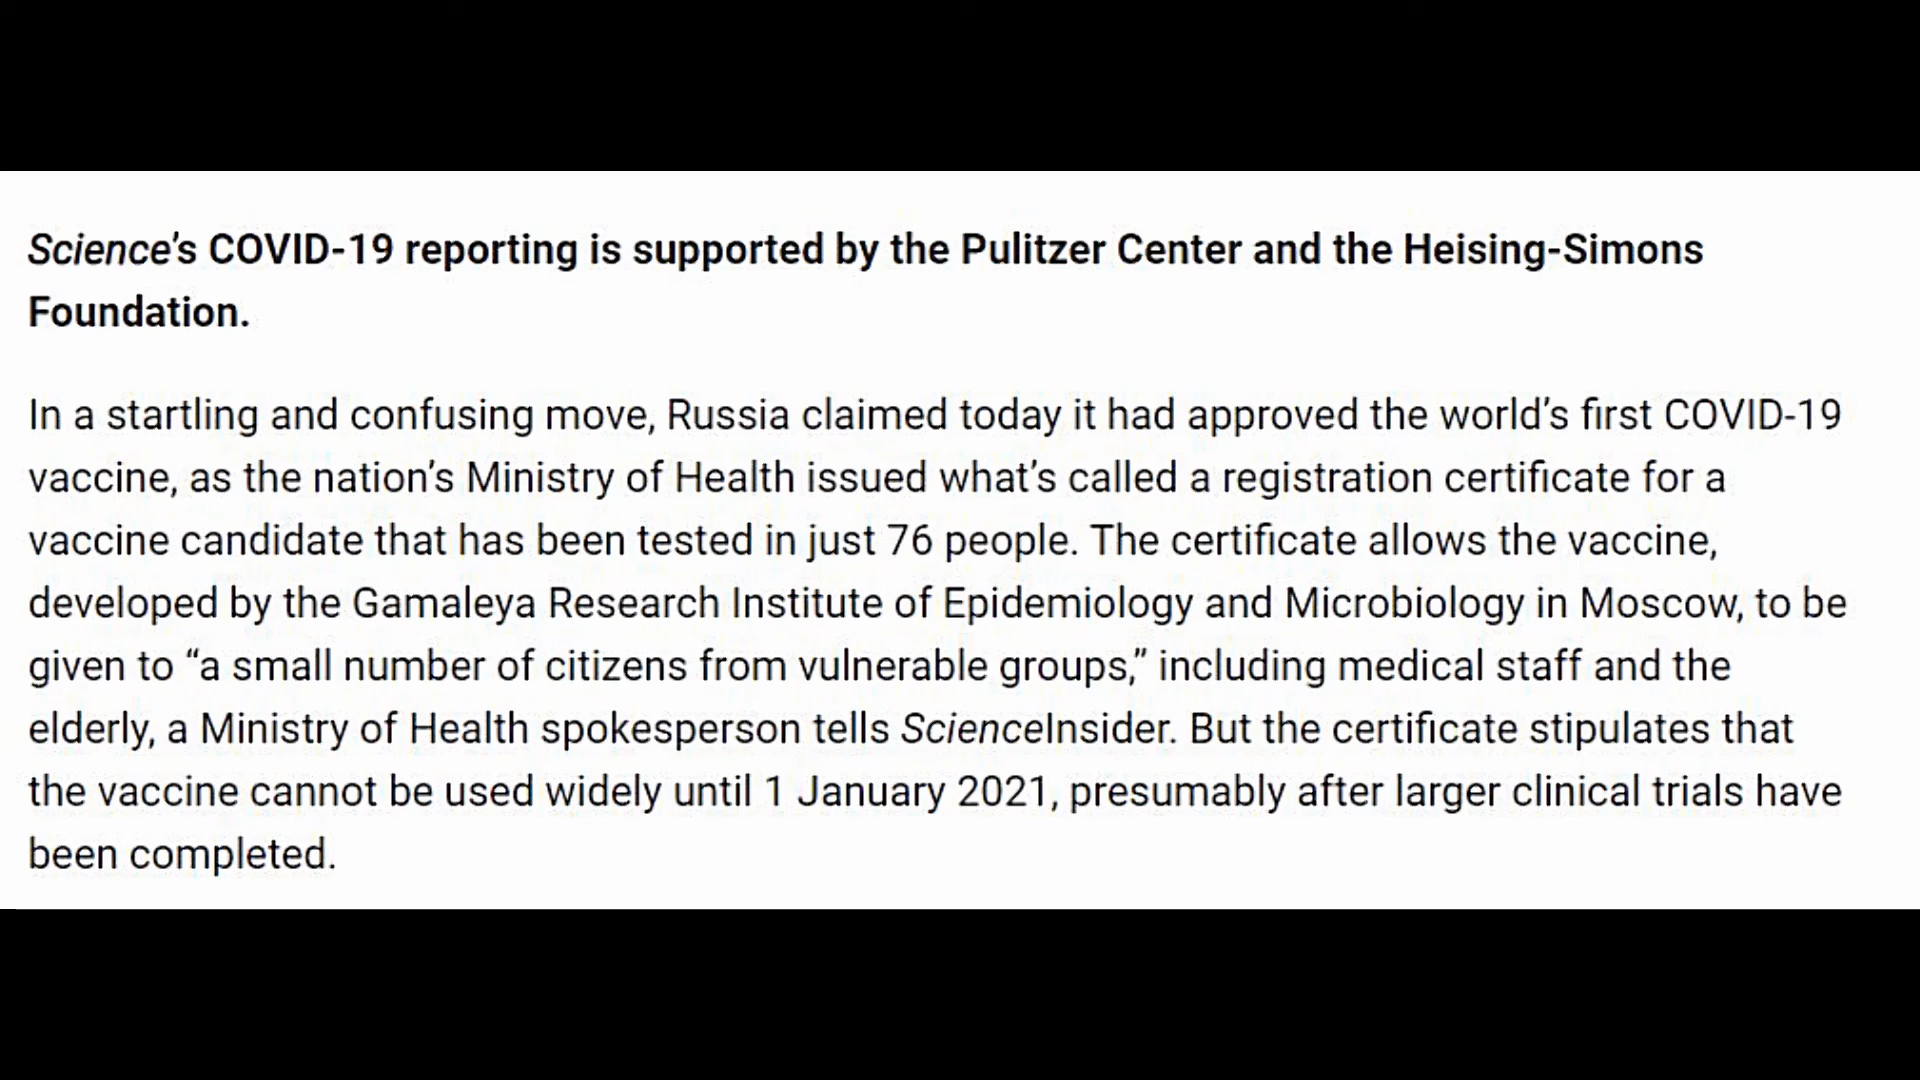 Science’s COVID-19 reporting is supported by the Pulitzer Center and the Heising-Simons
Foundation.
In a startling and confusing move, Russia claimed today it had approved the world’s first COVID-19
vaccine, as the nation’s Ministry of Health issued what’s called a registration certificate for a
vaccine candidate that has been tested in just 76 people. The certificate allows the vaccine,
developed by the Gamaleya Research Institute of Epidemiology and Microbiology in Moscow, to be
given to “a small number of citizens from vulnerable groups,” including medical staff and the
elderly, a Ministry of Health spokesperson tells ScienceInsider. But the certificate stipulates that
the vaccine cannot be used widely until 1 January 2021, presumably after larger clinical trials have
been completed.